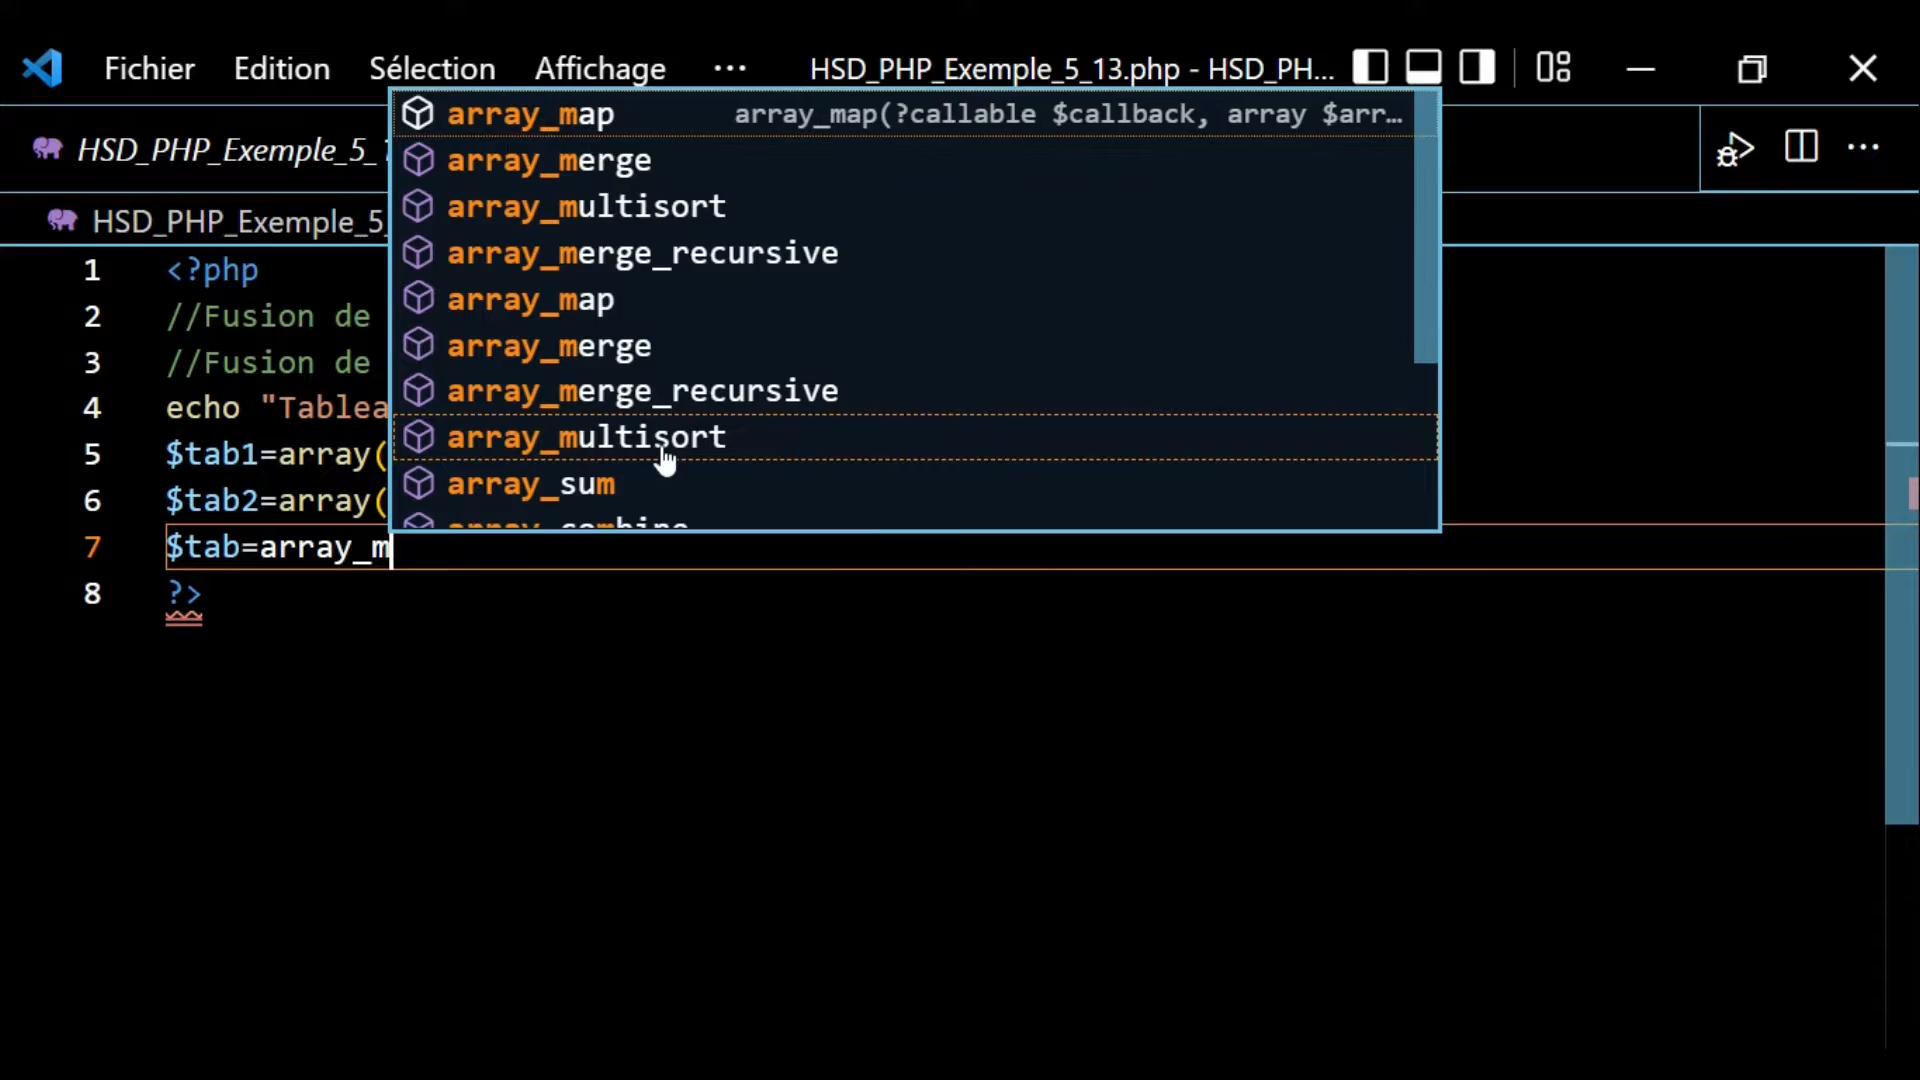 Fichier Edition Sélection Affichage ··· HSD_PHP_Exemple_5_13.php - HSD_PH...
HSD_PHP_Exemple_5_
HSD_PHP_Exemple_5_
array_map array_map(?callable $callback, array $arr…
array_merge
array_multisort
array_merge_recursive
array_map
array_merge
array_merge_recursive
array_multisort
array_sum
array_combine
1 <?php
2 //Fusion de
3 //Fusion de
4 echo "Tablea
5 $tab1=array(
6 $tab2=array(
7 $tab=array_m
8 ?>